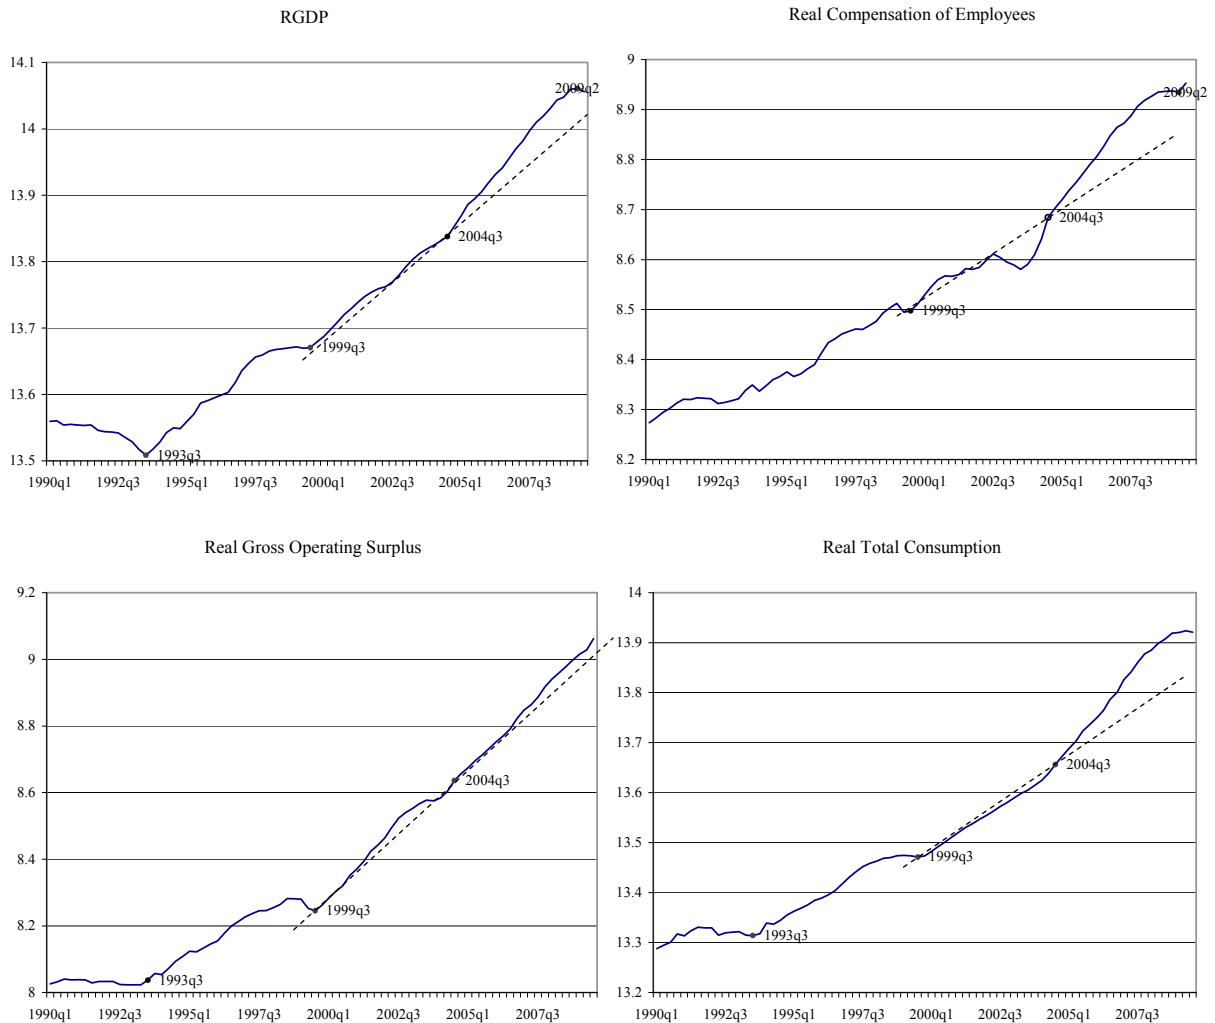 RGDP
14.1
14
13.9
13.8
13.7
13.6
13.5
2009q2
2004q3
1999q3
1993q3
1990q1 1992q3 1995q1 1997q3 2000q1 2002q3 2005q1 2007q3
Real Compensation of Employees
9
8.9
8.8
8.7
8.6
8.5
8.4
8.3
8.2
2009q2
2004q3
1999q3
1990q1 1992q3 1995q1 1997q3 2000q1 2002q3 2005q1 2007q3
Real Gross Operating Surplus
9.2
9
8.8
8.6
8.4
8.2
8
2004q3
1999q3
1993q3
1990q1 1992q3 1995q1 1997q3 2000q1 2002q3 2005q1 2007q3
Real Total Consumption
14
13.9
13.8
13.7
13.6
13.5
13.4
13.3
13.2
2004q3
1999q3
1993q3
1990q1 1992q3 1995q1 1997q3 2000q1 2002q3 2005q1 2007q3